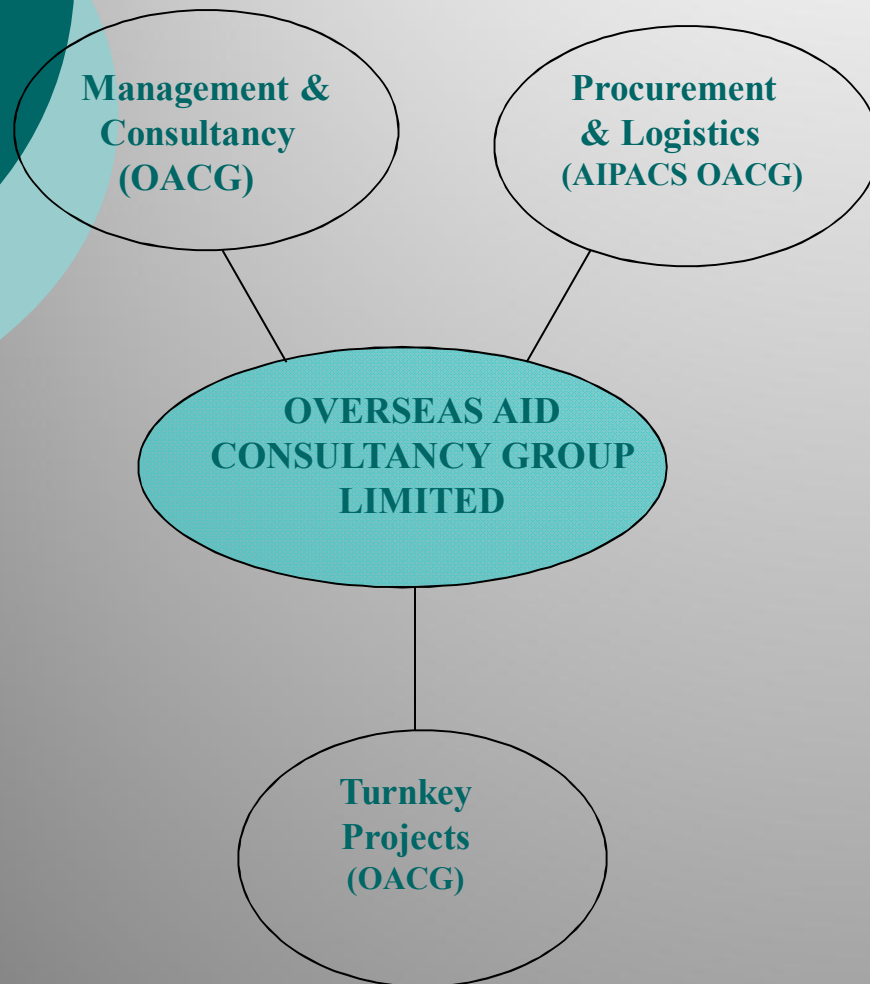 Management &
Consultancy
(OACG)
Procurement
& Logistics
(AIPACS OACG)
OVERSEAS AID
CONSULTANCY GROUP
LIMITED
Turnkey
Projects
(OACG)